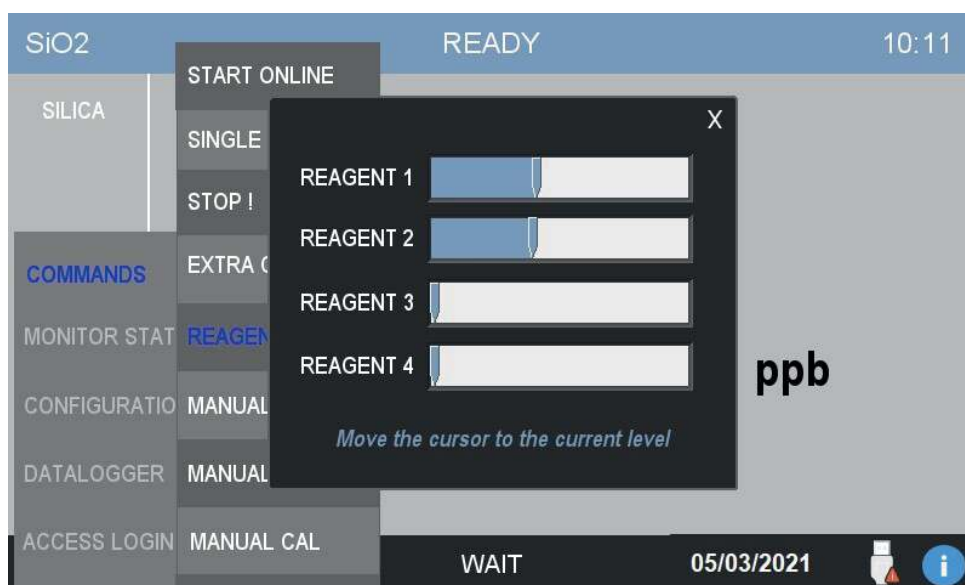 SiO2 READY 10:11
SILICA
COMMANDS
MONITOR STAT
CONFIGURATIO
DATALOGGER
ACCESS LOGIN
START ONLINE
SINGLE
STOP !
EXTRA
REAGEN
MANUAL
MANUAL
MANUAL CAL
X
REAGENT 1
REAGENT 2
REAGENT 3
REAGENT 4
Move the cursor to the current level
ppb
WAIT 05/03/2021
i